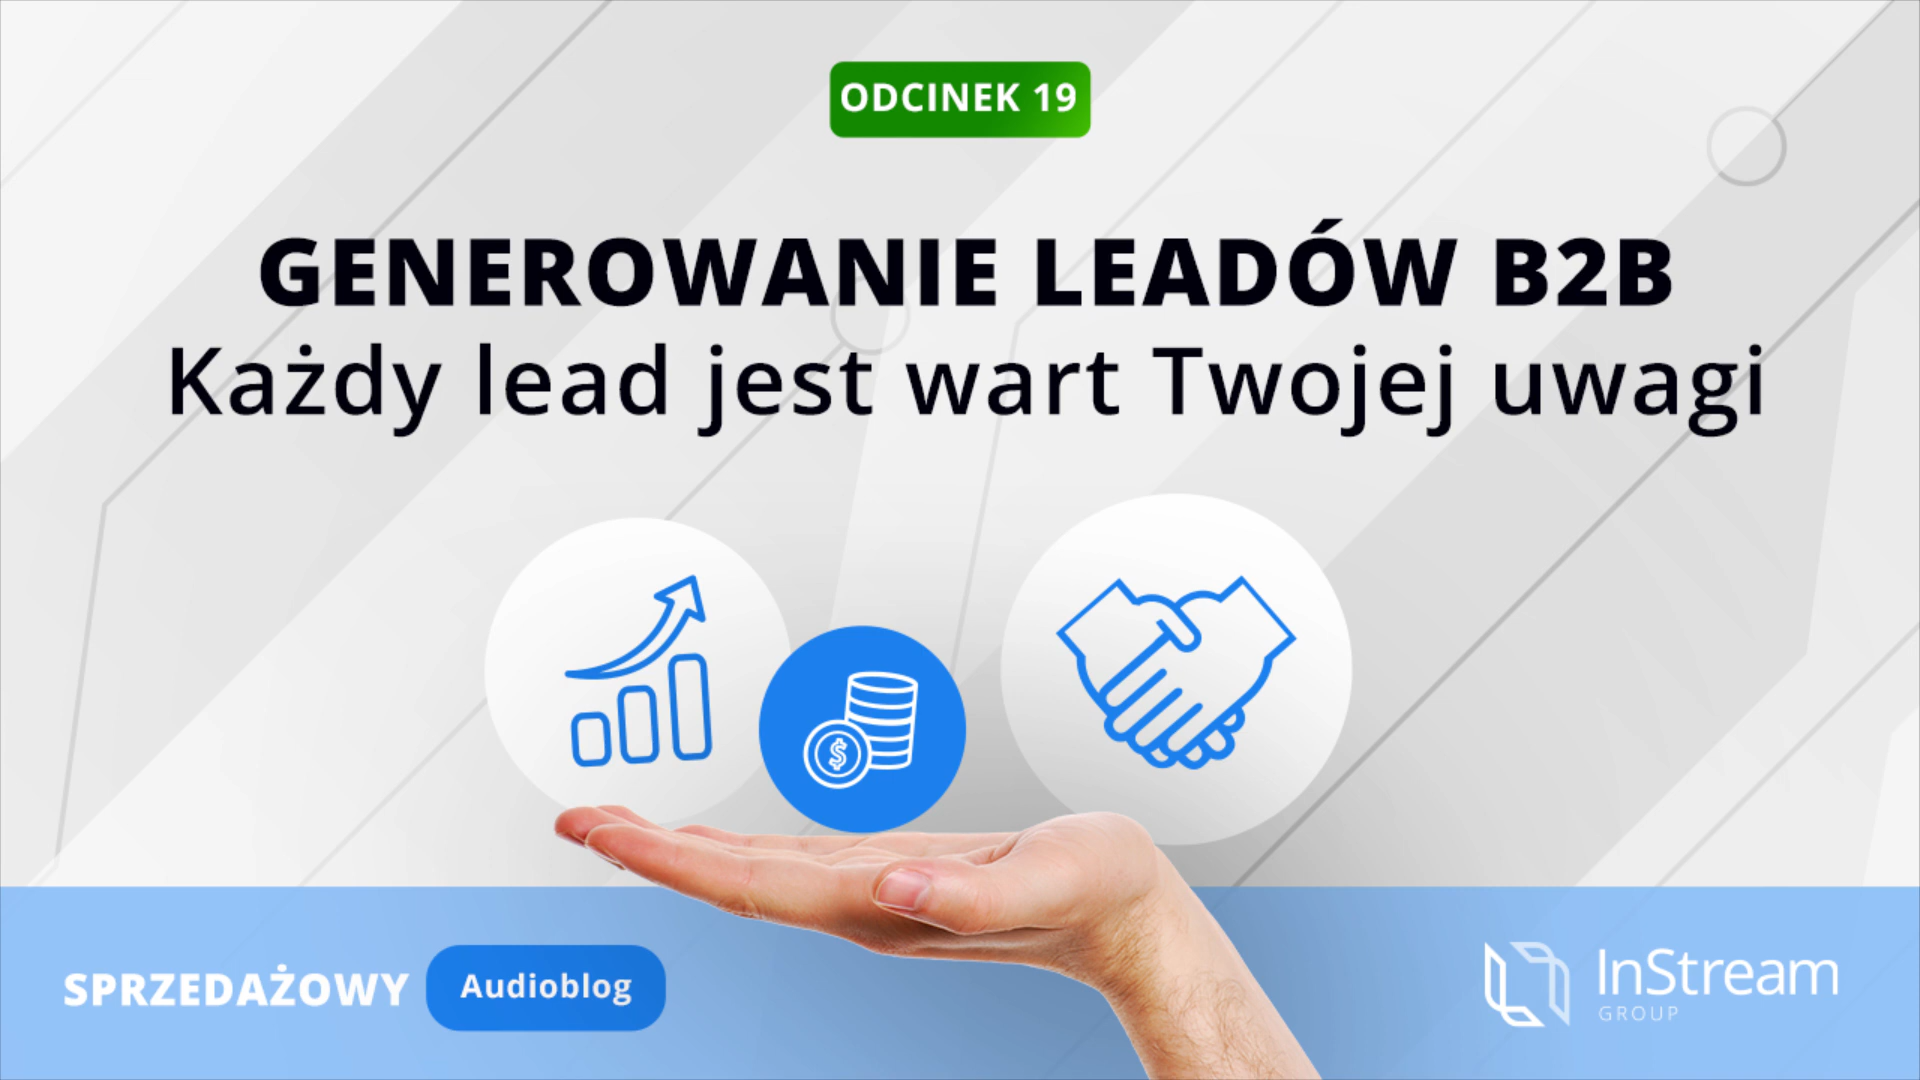 ODCINEK 19
GENEROWANIE LEADÓW B2B
Każdy lead jest wart Twojej uwagi
$
SPRZEDAŻOWY Audioblog
InStream
GROUP